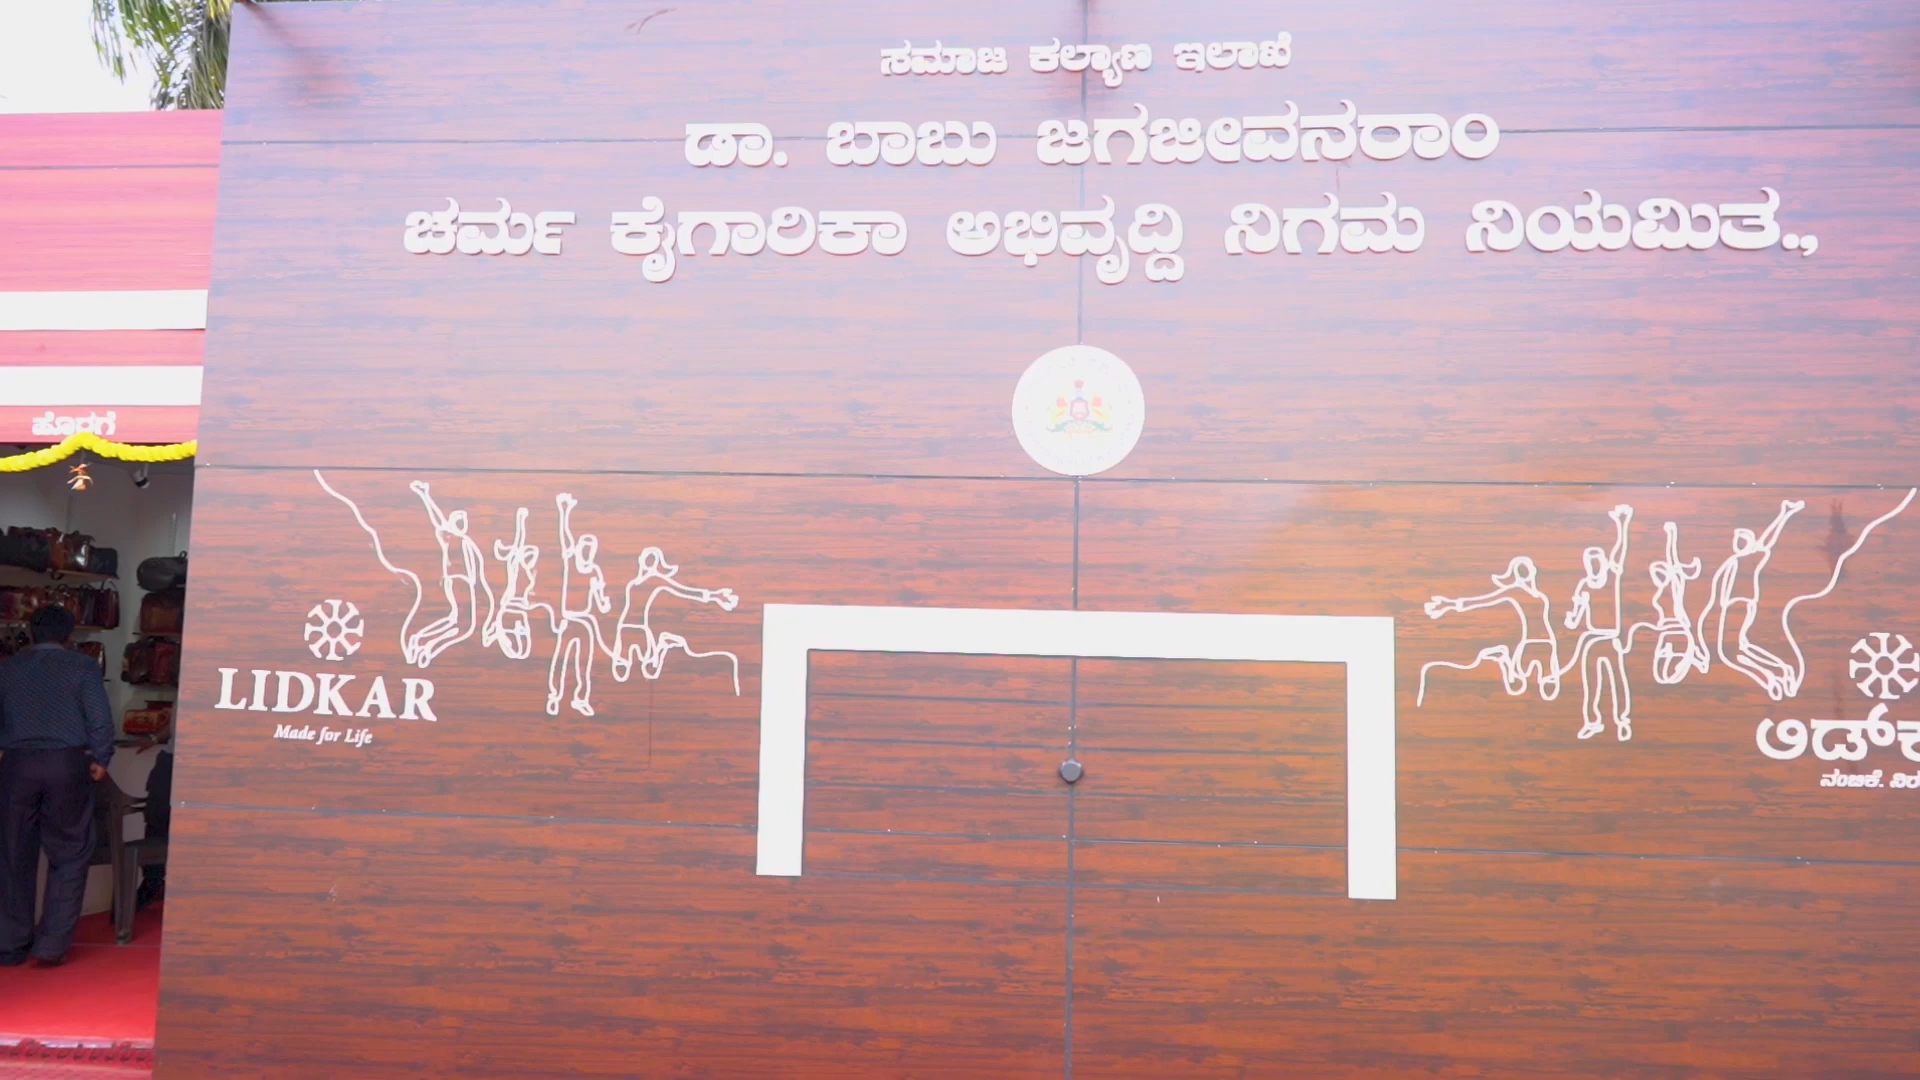 ಸಮಾಜ ಕಲ್ಯಾಣ ಇಲಾಖೆ
ಡಾ. ಬಾಬು ಜಗಜೀವನರಾಂ
ಚರ್ಮ ಕೈಗಾರಿಕಾ ಅಭಿವೃದ್ಧಿ ನಿಗಮ ನಿಯಮಿತ.,
ಹೊರಗೆ
LIDKAR
Made for Life
ನಂಬಿಕೆ.